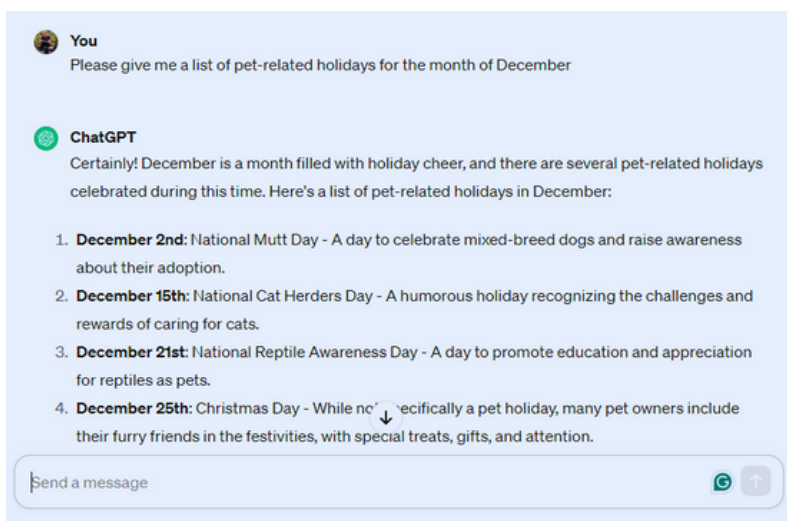 You
Please give me a list of pet-related holidays for the month of December
ChatGPT
Certainly! December is a month filled with holiday cheer, and there are several pet-related holidays
celebrated during this time. Here's a list of pet-related holidays in December:
1. December 2nd: National Mutt Day - A day to celebrate mixed-breed dogs and raise awareness
about their adoption.
2. December 15th: National Cat Herders Day - A humorous holiday recognizing the challenges and
rewards of caring for cats.
3. December 21st: National Reptile Awareness Day - A day to promote education and appreciation
for reptiles as pets.
4. December 25th: Christmas Day - While a pet holiday, many pet owners include
their furry friends in the festivities, with special treats, gifts, and attention.
Send a message